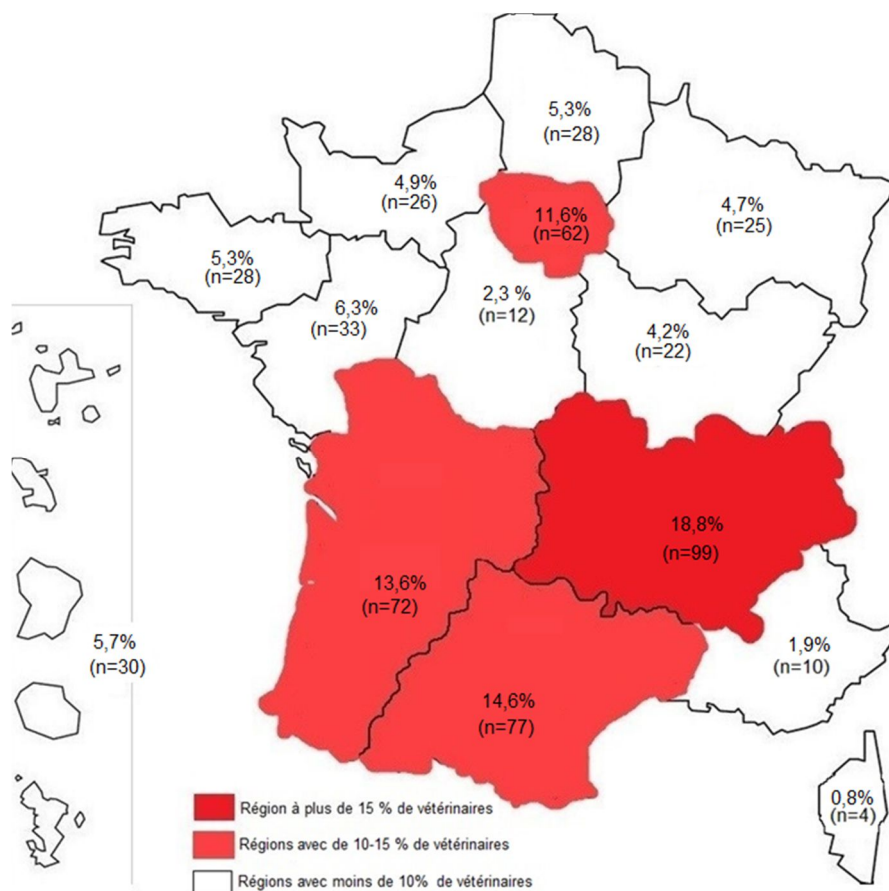 5,3%
(n=28)
4,9%
(n=26)
11,6%
(n=62)
4,7%
(n=25)
5,3%
(n=28)
6,3%
(n=33)
2,3 %
(n=12)
4,2%
(n=22)
18,8%
(n=99)
13,6%
(n=72)
5,7%
(n=30)
1,9%
(n=10)
14,6%
(n=77)
0,8%
(n=4)
Région à plus de 15 % de vétérinaires
Régions avec de 10-15 % de vétérinaires
Régions avec moins de 10% de vétérinaires